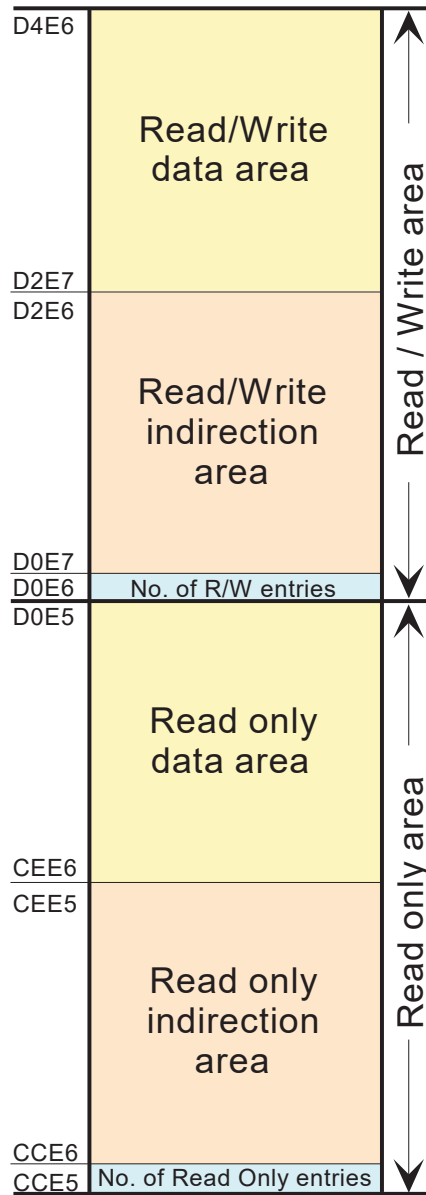 D4E6
Read/Write
data area
D2E7
D2E6
Read/Write
indirection
area
D0E7
D0E6
No. of R/W entries
Read / Write area
D0E5
Read only
data area
CEE6
CEE5
Read only
indirection
area
CCE6
CCE5
No. of Read Only entries
Read only area